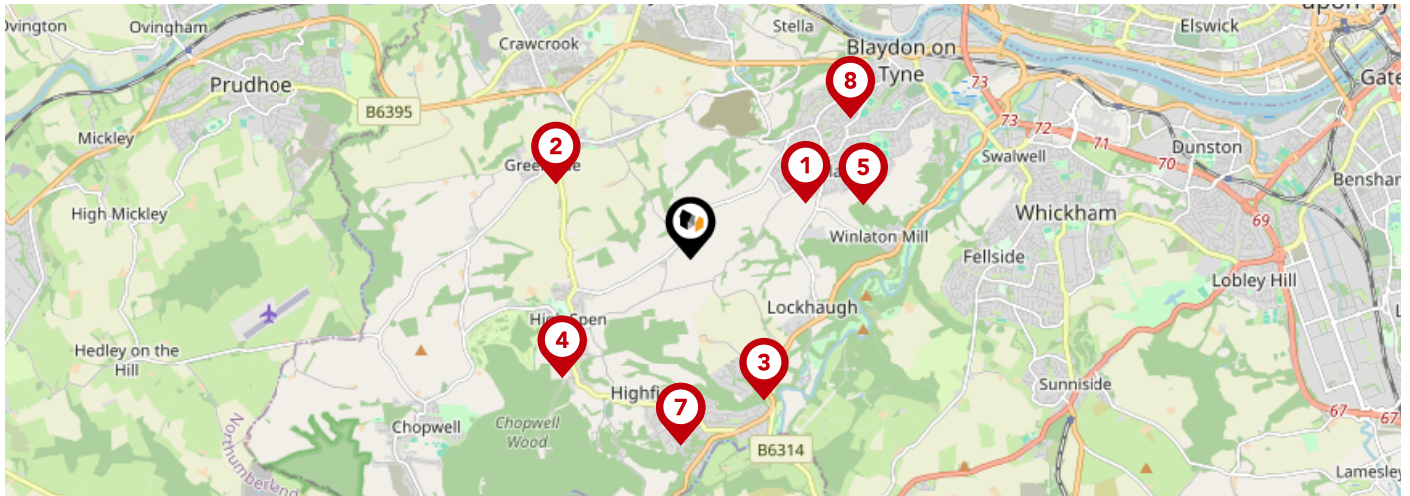 Ovington
Ovingham
Crawcrook
Stella
Elswick
Blaydon on
Tyne
Prudhoe
B6395
8
73
Gate
Mickley
2
73
72
71
70
Dunston
Swalwell
Bensham
1
5
High Mickley
Whickham
69
Winlaton Mill
Fellside
Lobley Hill
Lockhaugh
Hedley on the
Hill
4
3
Sunniside
7
67
67
Chopwell
Chopwell
Wood
B6314
Northumberland
Lamesley